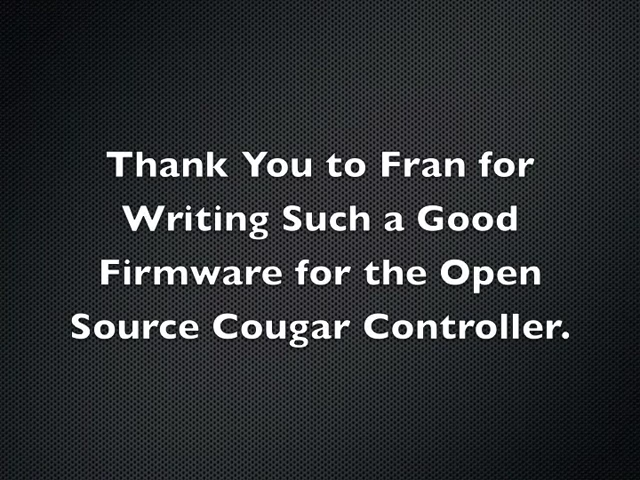 Thank You to Fran for
Writing Such a Good
Firmware for the Open
Source Cougar Controller.